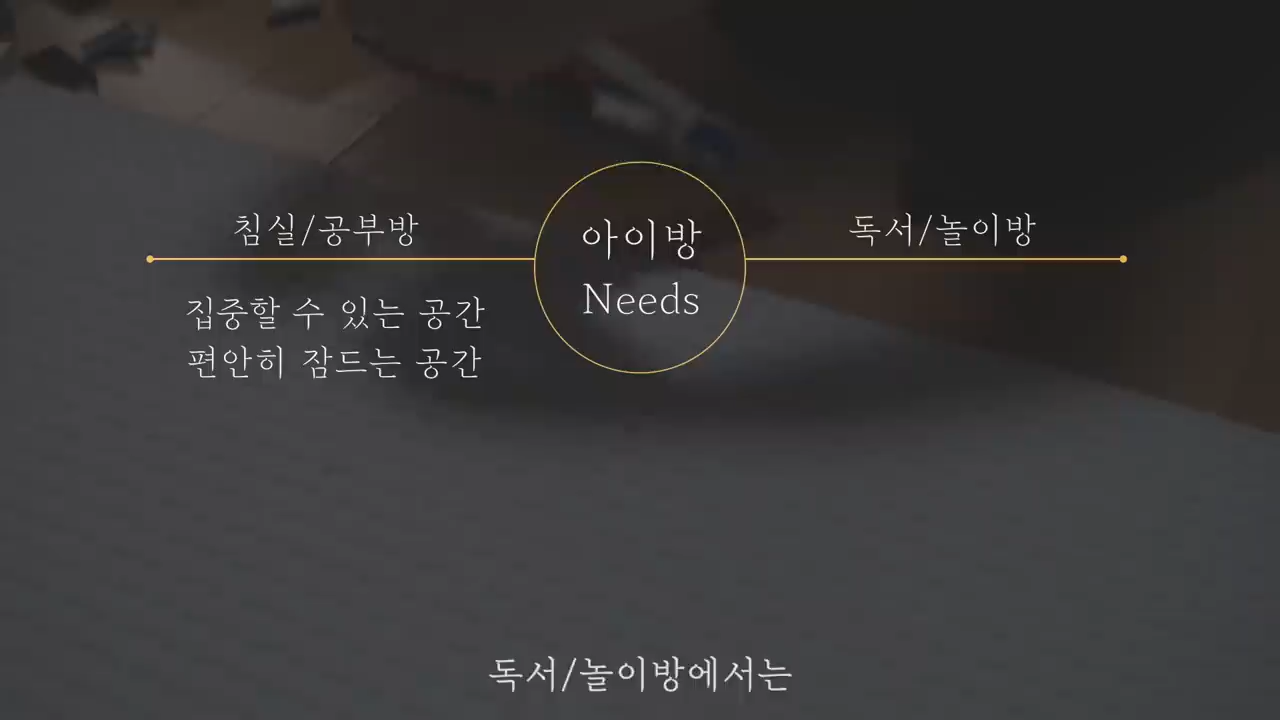 침실/공부방
집중할 수 있는 공간
편안히 잠드는 공간
아이방
Needs
독서/놀이방
독서/놀이방에서는